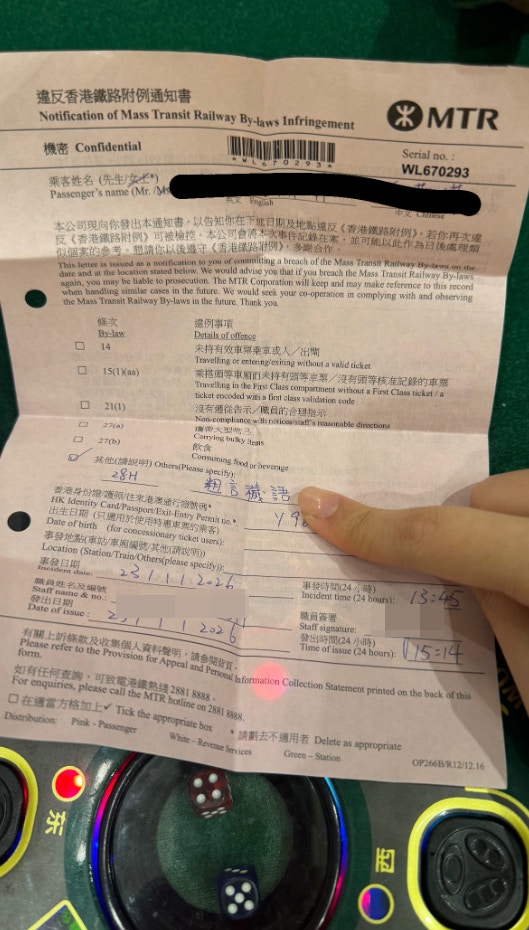 違反香港鐵路附例通知書
Notification of Mass Transit Railway By-laws Infringement
MTR
機密 Confidential
*WL670293*
Serial no. :
WL670293
乘客姓名 (先生/女士*)
Passenger's name (Mr. /Ms
英文 English
中文 Chinese
本公司現向你發出本通知書,以告知你在下述日期及地點違反《香港鐵路附例》,若你再次違
反《香港鐵路附例》可被檢控。本公司會將本次事件記錄在案,並可能以此作為日後處理類
似個案的參考。懇請你以後遵守《香港鐵路附例》,多謝合作。
This letter is issued as a notification to you of committing a breach of the Mass Transit Railway By-laws on the
date and at the location stated below. We would advise you that if you breach the Mass Transit Railway By-laws
again, you may be liable to prosecution. The MTR Corporation will keep and may make reference to this record
when handling similar cases in the future. We would seek your co-operation in complying with and observing
the Mass Transit Railway By-laws in the future. Thank you.
條次 違例事項
By-law Details of offence
14 未持有效車票乘車或入/出閘
Travelling or entering/exiting without a valid ticket
15(1)(aa) 乘搭頭等車廂而未持有頭等車票/沒有頭等核准記錄的車票
Travelling in the First Class compartment without a First Class ticket / a
ticket encoded with a first class validation code
21(1) 沒有遵從告示/職員的合理指示
Non-compliance with notices/staff's reasonable directions
27(a) 攜帶大型物品
Carrying bulky items
27(b) 飲食
Consuming food or beverage
✓ 其他(請說明) Others(Please specify):
28H 粗言穢語
香港身份證/護照/往來港澳通行證號碼*
HK Identity Card/Passport/Exit-Entry Permit no.* Y 9
出生日期 (只適用於使用特惠車票的乘客)
Date of birth (for concessionary ticket users):
事發地點(車站/車廂編號/其他(請說明))
Location (Station/Train/Others(please specify)):
事發日期 事發時間(24小時)
Incident date: 23 / 1 / 2026 Incident time (24 hours): 13:45
職員姓名及編號 職員簽署
Staff name & no.: Staff signature:
發出日期 發出時間(24小時)
Date of issue : 23 / 1 / 2026 Time of issue (24 hours): 15:14
有關上訴條款及收集個人資料聲明,請參閱背頁。
Please refer to the Provision for Appeal and Personal Information Collection Statement printed on the back of this
form.
如有任何查詢,可致電港鐵熱綫 2881 8888。
For enquiries, please call the MTR hotline on 2881 8888.
在適當方格加上✓ Tick the appropriate box * 請劃去不適用者 Delete as appropriate
Distribution: Pink - Passenger White – Revenue Services Green – Station OP266B/R12/12.16
东
西